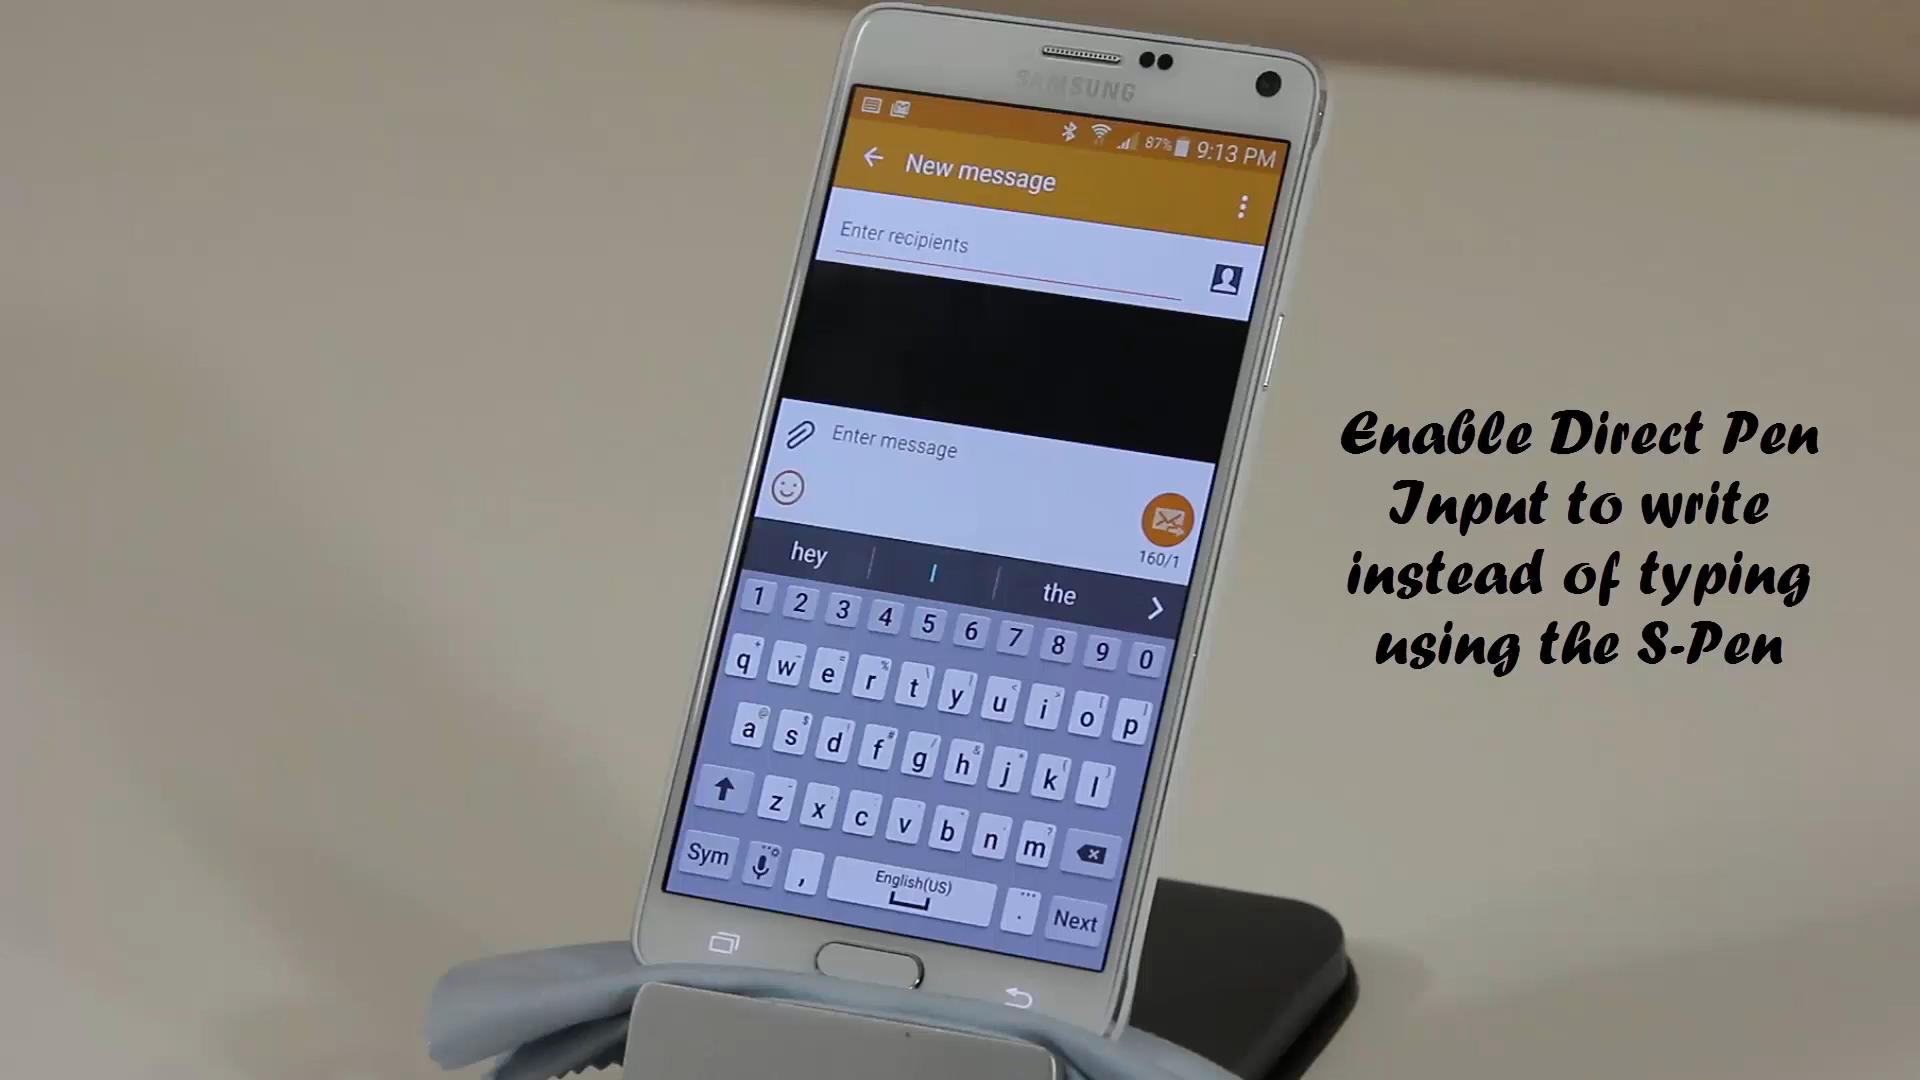 SAMSUNG
87% 9:13 PM
New message
Enter recipients
Enter message
160/1
hey I the
1 2 3 4 5 6 7 8 9 0
q w e r t y u i o p
a s d f g h j k l
z x c v b n m
Sym , English(US) . Next
Enable Direct Pen
Input to write
instead of typing
using the S-Pen